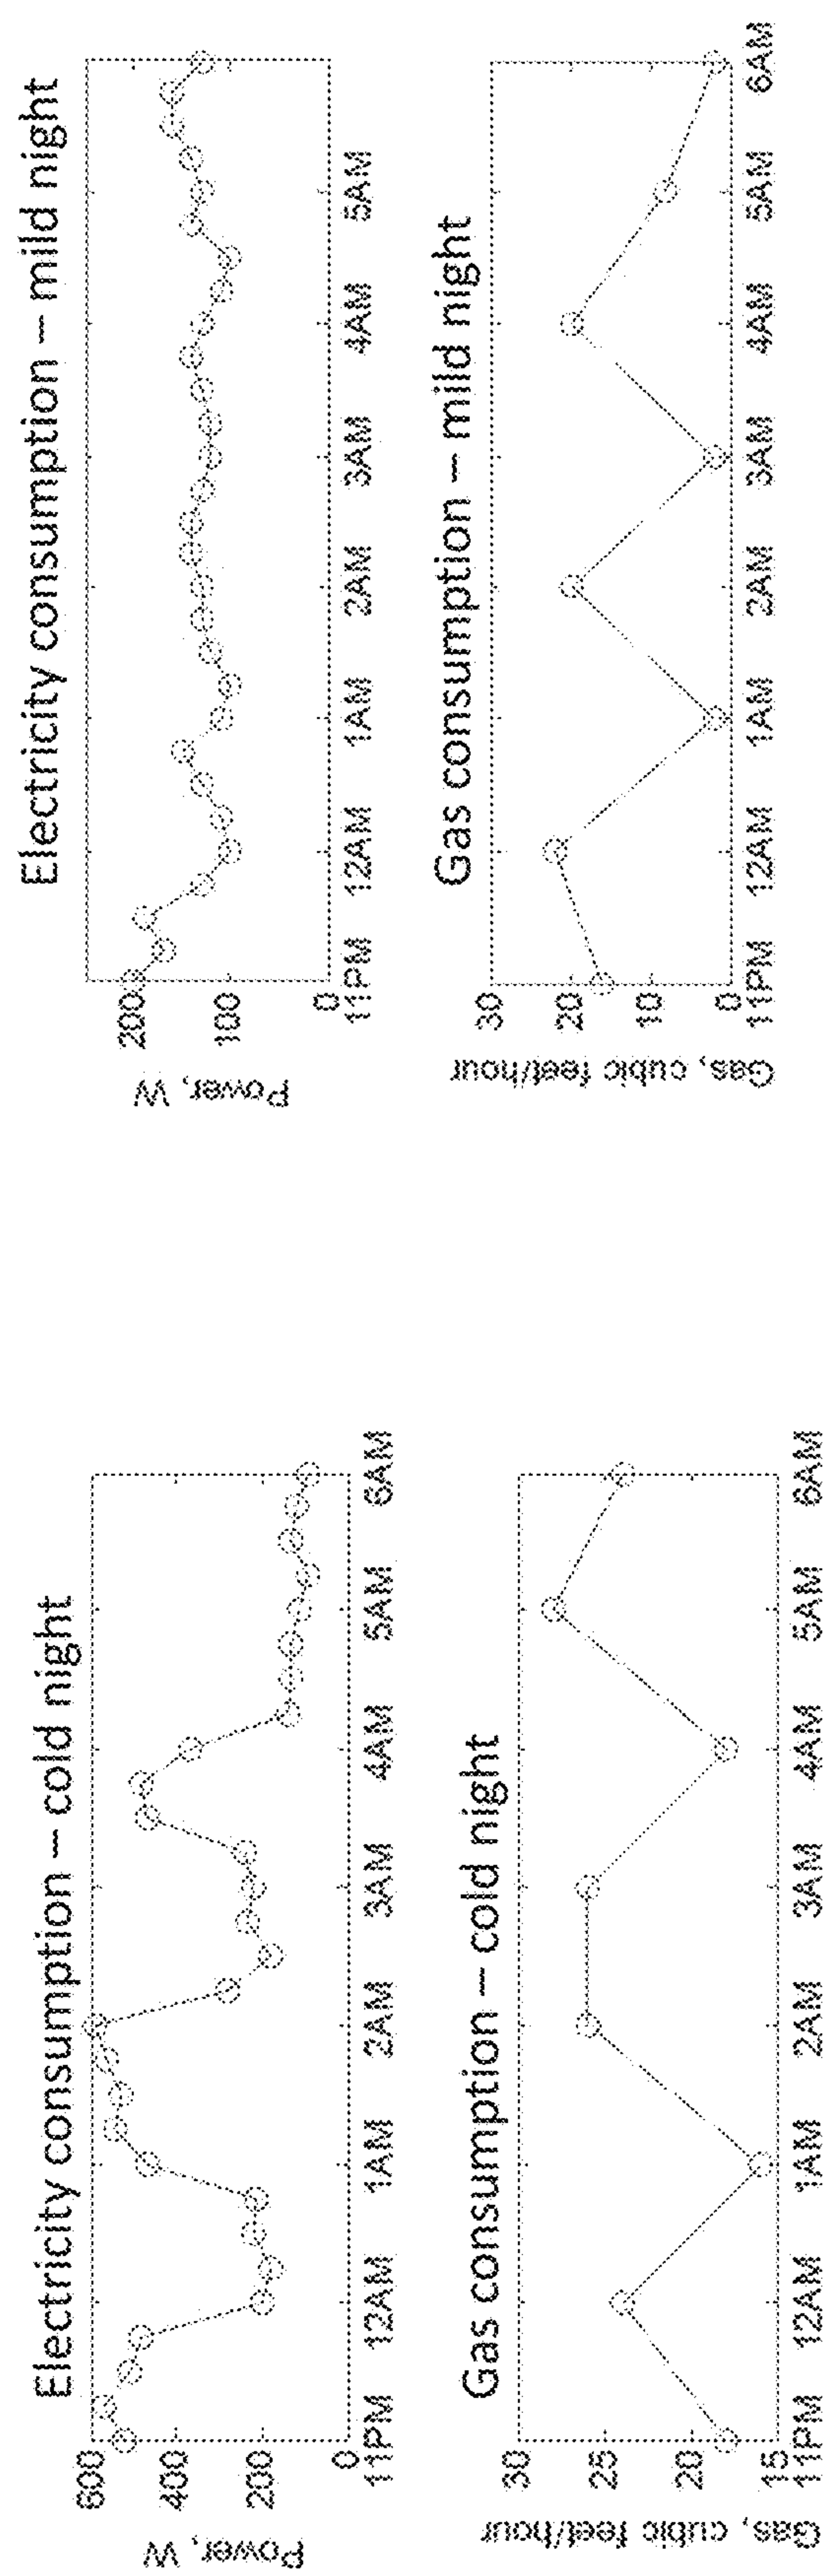 Electricity consumption – cold night
Power, W
600
400
200
0
11PM 12AM 1AM 2AM 3AM 4AM 5AM 6AM
Gas consumption – cold night
Gas, cubic feet/hour
30
25
20
15
11PM 12AM 1AM 2AM 3AM 4AM 5AM 6AM
Electricity consumption – mild night
Power, W
200
100
0
11PM 12AM 1AM 2AM 3AM 4AM 5AM
Gas consumption – mild night
Gas, cubic feet/hour
30
20
10
0
11PM 12AM 1AM 2AM 3AM 4AM 5AM 6AM